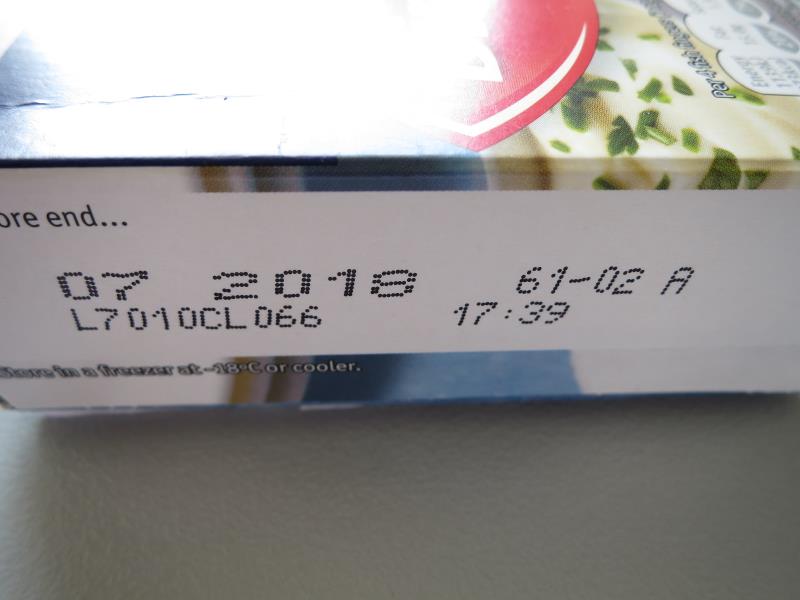 ore end...
07 2018 61-02 A
L7010CL066 17:39
Store in a freezer at -18°C or cooler.